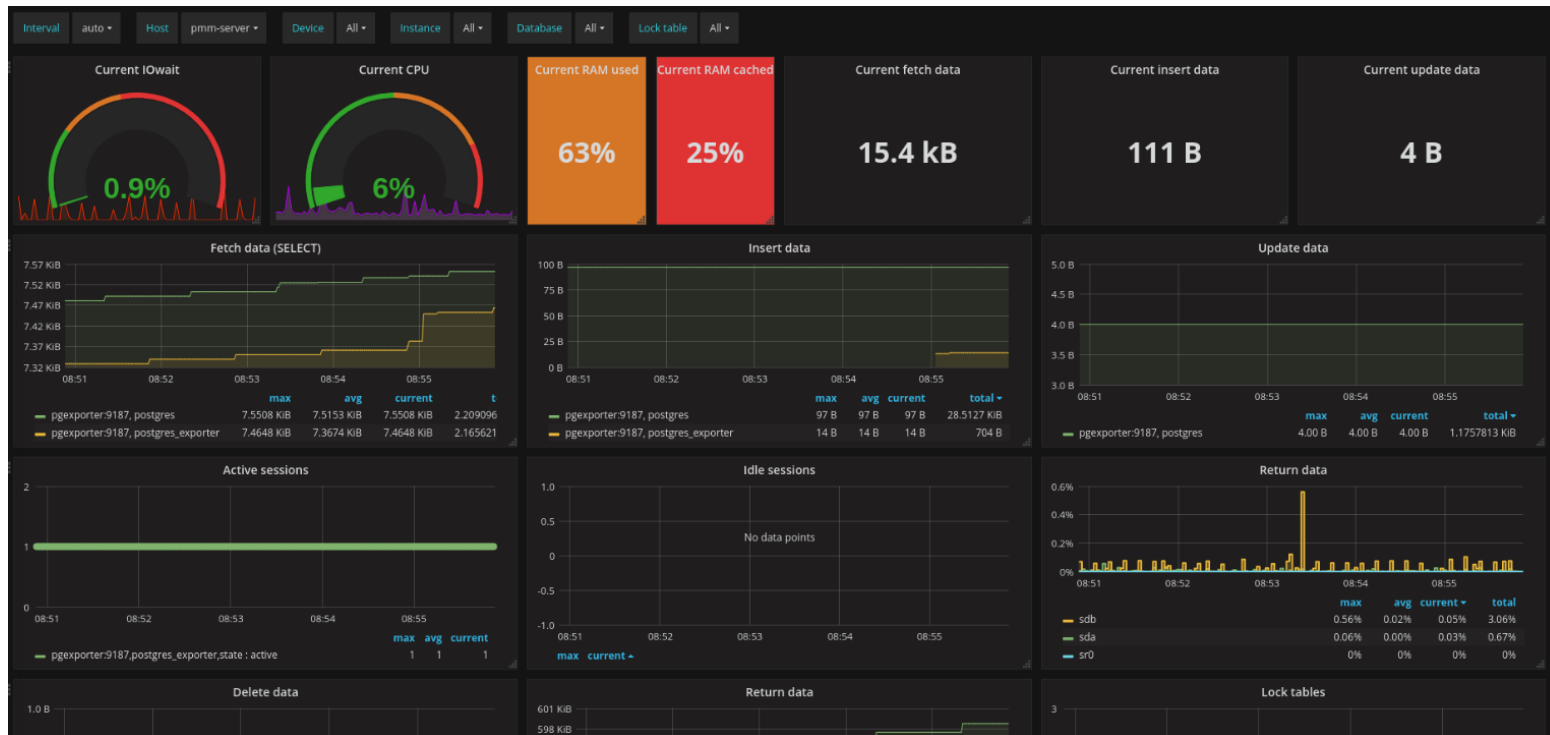 Interval auto Host pmm-server Device All Instance All Database All Lock table All
Current IOwait Current CPU Current RAM used Current RAM cached Current fetch data Current insert data Current update data
0.9% 6% 63% 25% 15.4 kB 111 B 4 B
Fetch data (SELECT)
7.57 KiB
7.52 KiB
7.47 KiB
7.42 KiB
7.37 KiB
7.32 KiB
08:51 08:52 08:53 08:54 08:55
max avg current t
pgexporter:9187, postgres 7.5508 KiB 7.5153 KiB 7.5508 KiB 2.209096
pgexporter:9187, postgres_exporter 7.4648 KiB 7.3674 KiB 7.4648 KiB 2.165621
Insert data
100 B
75 B
50 B
25 B
0 B
08:51 08:52 08:53 08:54 08:55
max avg current total
pgexporter:9187, postgres 97 B 97 B 97 B 28.5127 KiB
pgexporter:9187, postgres_exporter 14 B 14 B 14 B 704 B
Update data
5.0 B
4.5 B
4.0 B
3.5 B
3.0 B
08:51 08:52 08:53 08:54 08:55
max avg current total
pgexporter:9187, postgres 4.00 B 4.00 B 4.00 B 1.1757813 KiB
Active sessions
2
1
0
08:51 08:52 08:53 08:54 08:55
max avg current
pgexporter:9187,postgres_exporter,state : active 1 1 1
Idle sessions
1.0
0.5
No data points
0
-0.5
-1.0
08:51 08:52 08:53 08:54 08:55
max current
Return data
0.6%
0.4%
0.2%
0%
08:51 08:52 08:53 08:54 08:55
max avg current total
sdb 0.56% 0.02% 0.05% 3.06%
sda 0.06% 0.00% 0.03% 0.67%
sr0 0% 0% 0% 0%
Delete data
1.0 B
Return data
601 KiB
598 KiB
Lock tables
3